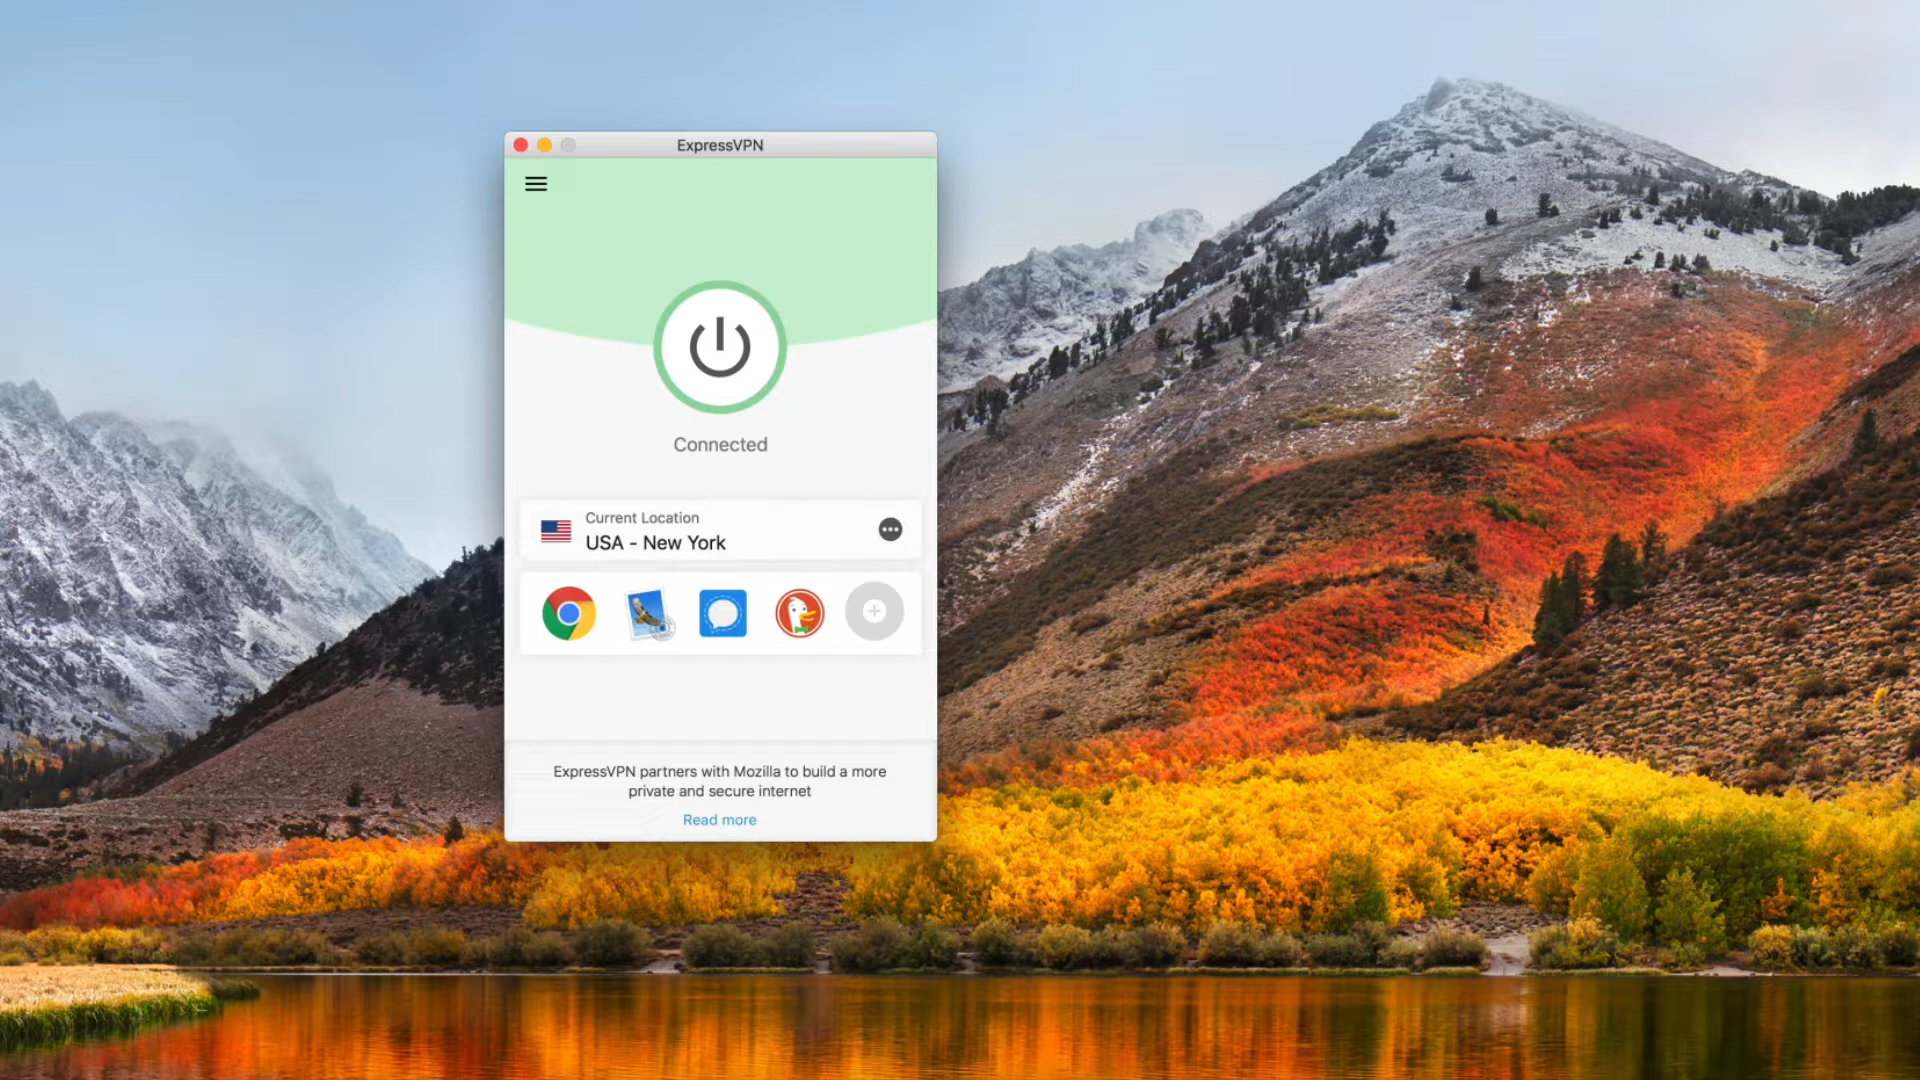 ExpressVPN
Connected
Current Location
USA - New York
ExpressVPN partners with Mozilla to build a more
private and secure internet
Read more